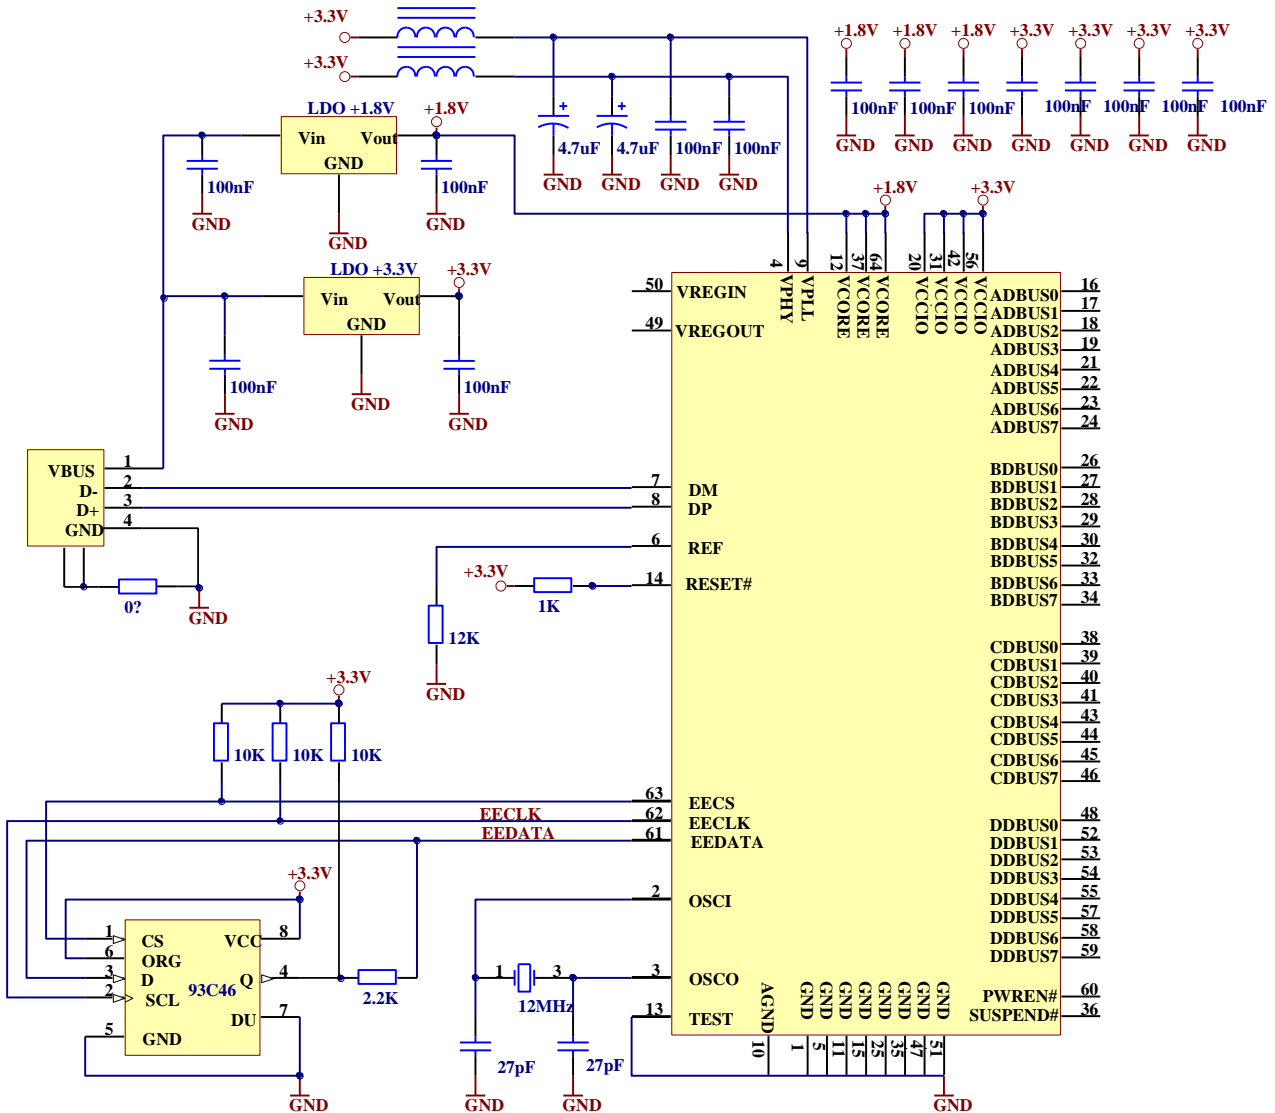 +3.3V
+3.3V
4.7uF
4.7uF
100nF
100nF
GND
GND
GND
GND
+1.8V
+1.8V
+1.8V
+3.3V
+3.3V
+3.3V
+3.3V
100nF
100nF
100nF
100nF
100nF
100nF
100nF
GND
GND
GND
GND
GND
GND
GND
LDO +1.8V
+1.8V
Vin
Vout
GND
100nF
100nF
GND
GND
GND
LDO +3.3V
+3.3V
Vin
Vout
GND
100nF
100nF
GND
GND
GND
+1.8V
+3.3V
4
9
12
37
64
20
31
42
56
VPHY
VPLL
VCORE
VCORE
VCORE
VCCIO
VCCIO
VCCIO
VCCIO
50
VREGIN
49
VREGOUT
VBUS
1
D-
2
D+
3
GND
4
0?
GND
7
DM
8
DP
6
REF
14
RESET#
+3.3V
1K
12K
GND
+3.3V
10K
10K
10K
63
EECS
EECLK
62
EECLK
EEDATA
61
EEDATA
+3.3V
1
CS
VCC
8
6
ORG
3
D
Q
4
2
SCL
93C46
DU
7
5
GND
2.2K
GND
2
OSCI
1
3
12MHz
3
OSCO
13
TEST
27pF
27pF
GND
GND
AGND
GND
GND
GND
GND
GND
GND
GND
GND
10
1
5
11
15
25
35
47
51
GND
ADBUS0
16
ADBUS1
17
ADBUS2
18
ADBUS3
19
ADBUS4
21
ADBUS5
22
ADBUS6
23
ADBUS7
24
BDBUS0
26
BDBUS1
27
BDBUS2
28
BDBUS3
29
BDBUS4
30
BDBUS5
32
BDBUS6
33
BDBUS7
34
CDBUS0
38
CDBUS1
39
CDBUS2
40
CDBUS3
41
CDBUS4
43
CDBUS5
44
CDBUS6
45
CDBUS7
46
DDBUS0
48
DDBUS1
52
DDBUS2
53
DDBUS3
54
DDBUS4
55
DDBUS5
57
DDBUS6
58
DDBUS7
59
PWREN#
60
SUSPEND#
36